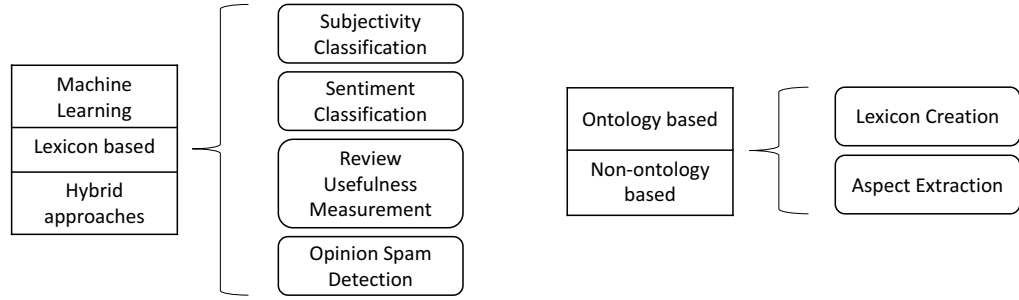 Machine
Learning
Lexicon based
Hybrid
approaches
Subjectivity
Classification
Sentiment
Classification
Review
Usefulness
Measurement
Opinion Spam
Detection
Ontology based
Non-ontology
based
Lexicon Creation
Aspect Extraction